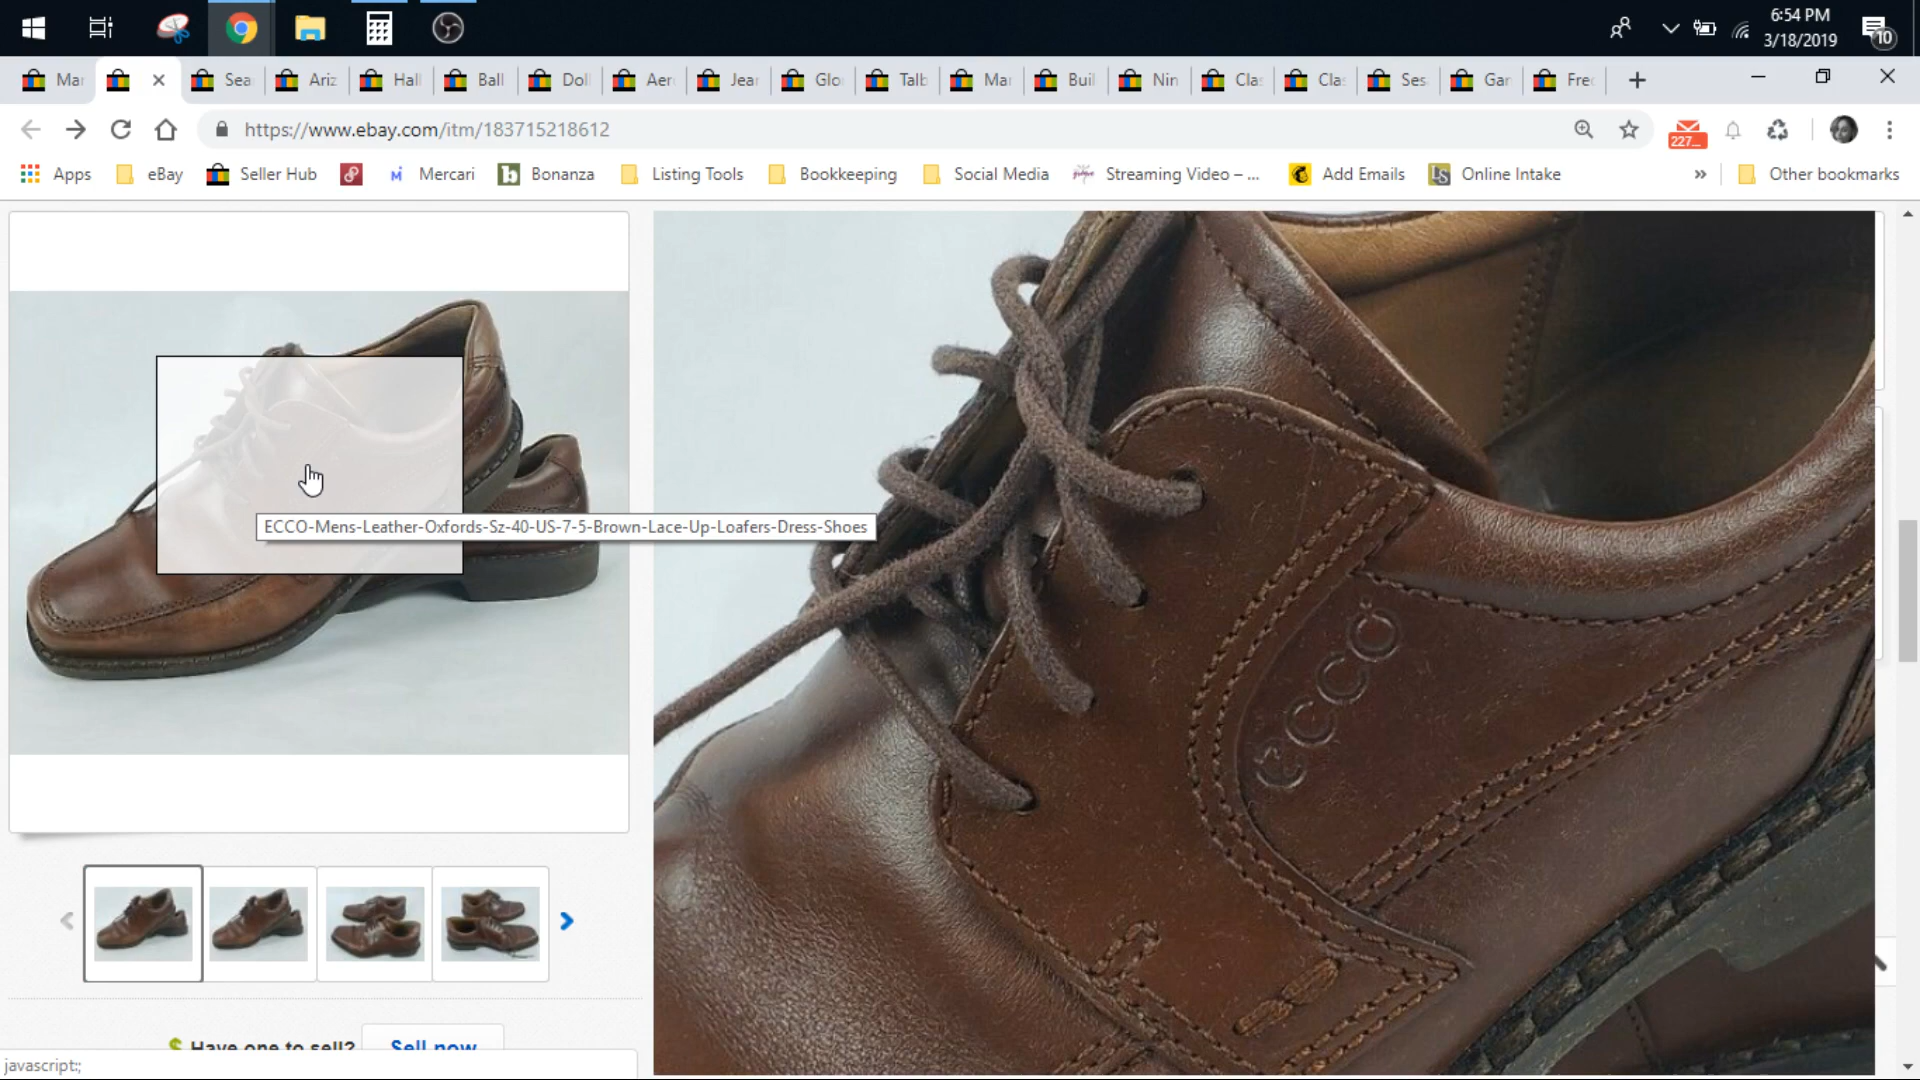 6:54 PM
3/18/2019
10
Mar
Sea
Ariz
Hall
Ball
Doll
Aer
Jear
Glo
Talb
Mar
Buil
Nin
Cla
Cla
Ses
Gar
Fre
https://www.ebay.com/itm/183715218612
227...
Apps
eBay
Seller Hub
Mercari
b
Bonanza
Listing Tools
Bookkeeping
Social Media
Streaming Video – ...
Add Emails
LS
Online Intake
»
Other bookmarks
ECCO-Mens-Leather-Oxfords-Sz-40-US-7-5-Brown-Lace-Up-Loafers-Dress-Shoes
ecco
$ Have one to sell?
Sell now
javascript:;